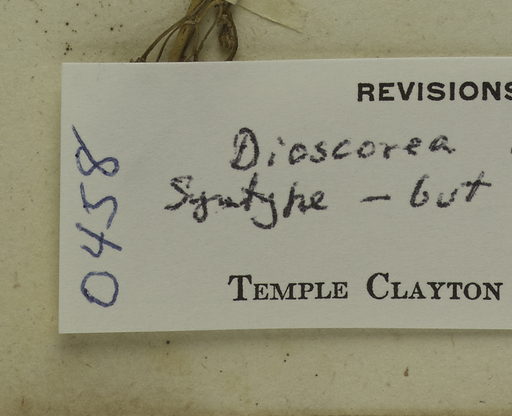 REVISIONS
Dioscorea
Syntype – but
TEMPLE CLAYTON
0458